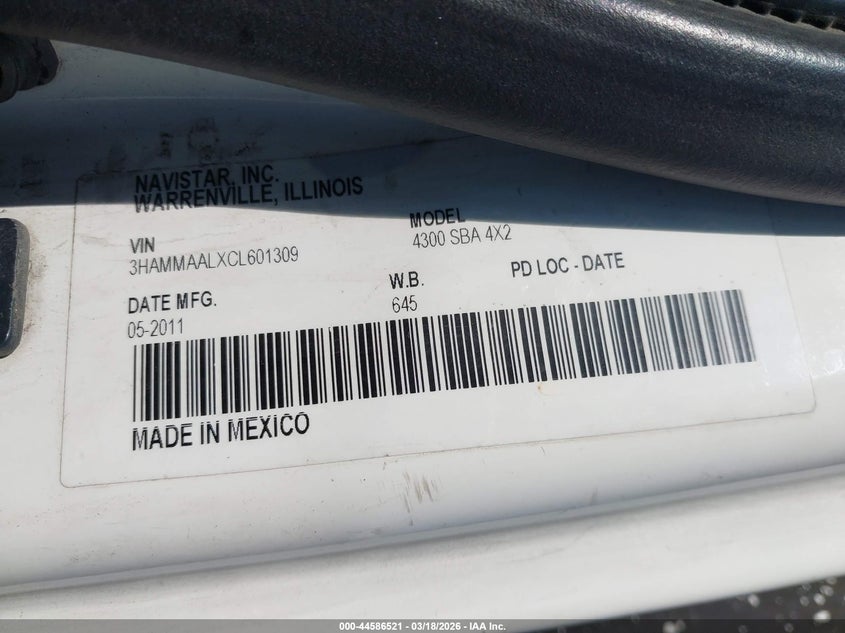 NAVISTAR, INC.
WARRENVILLE, ILLINOIS
VIN
3HAMMAALXCL601309
MODEL
4300 SBA 4X2
DATE MFG.
05-2011
W.B.
645
PD LOC - DATE
MADE IN MEXICO
000-44586521 | 03/18/2026 - IAA Inc.